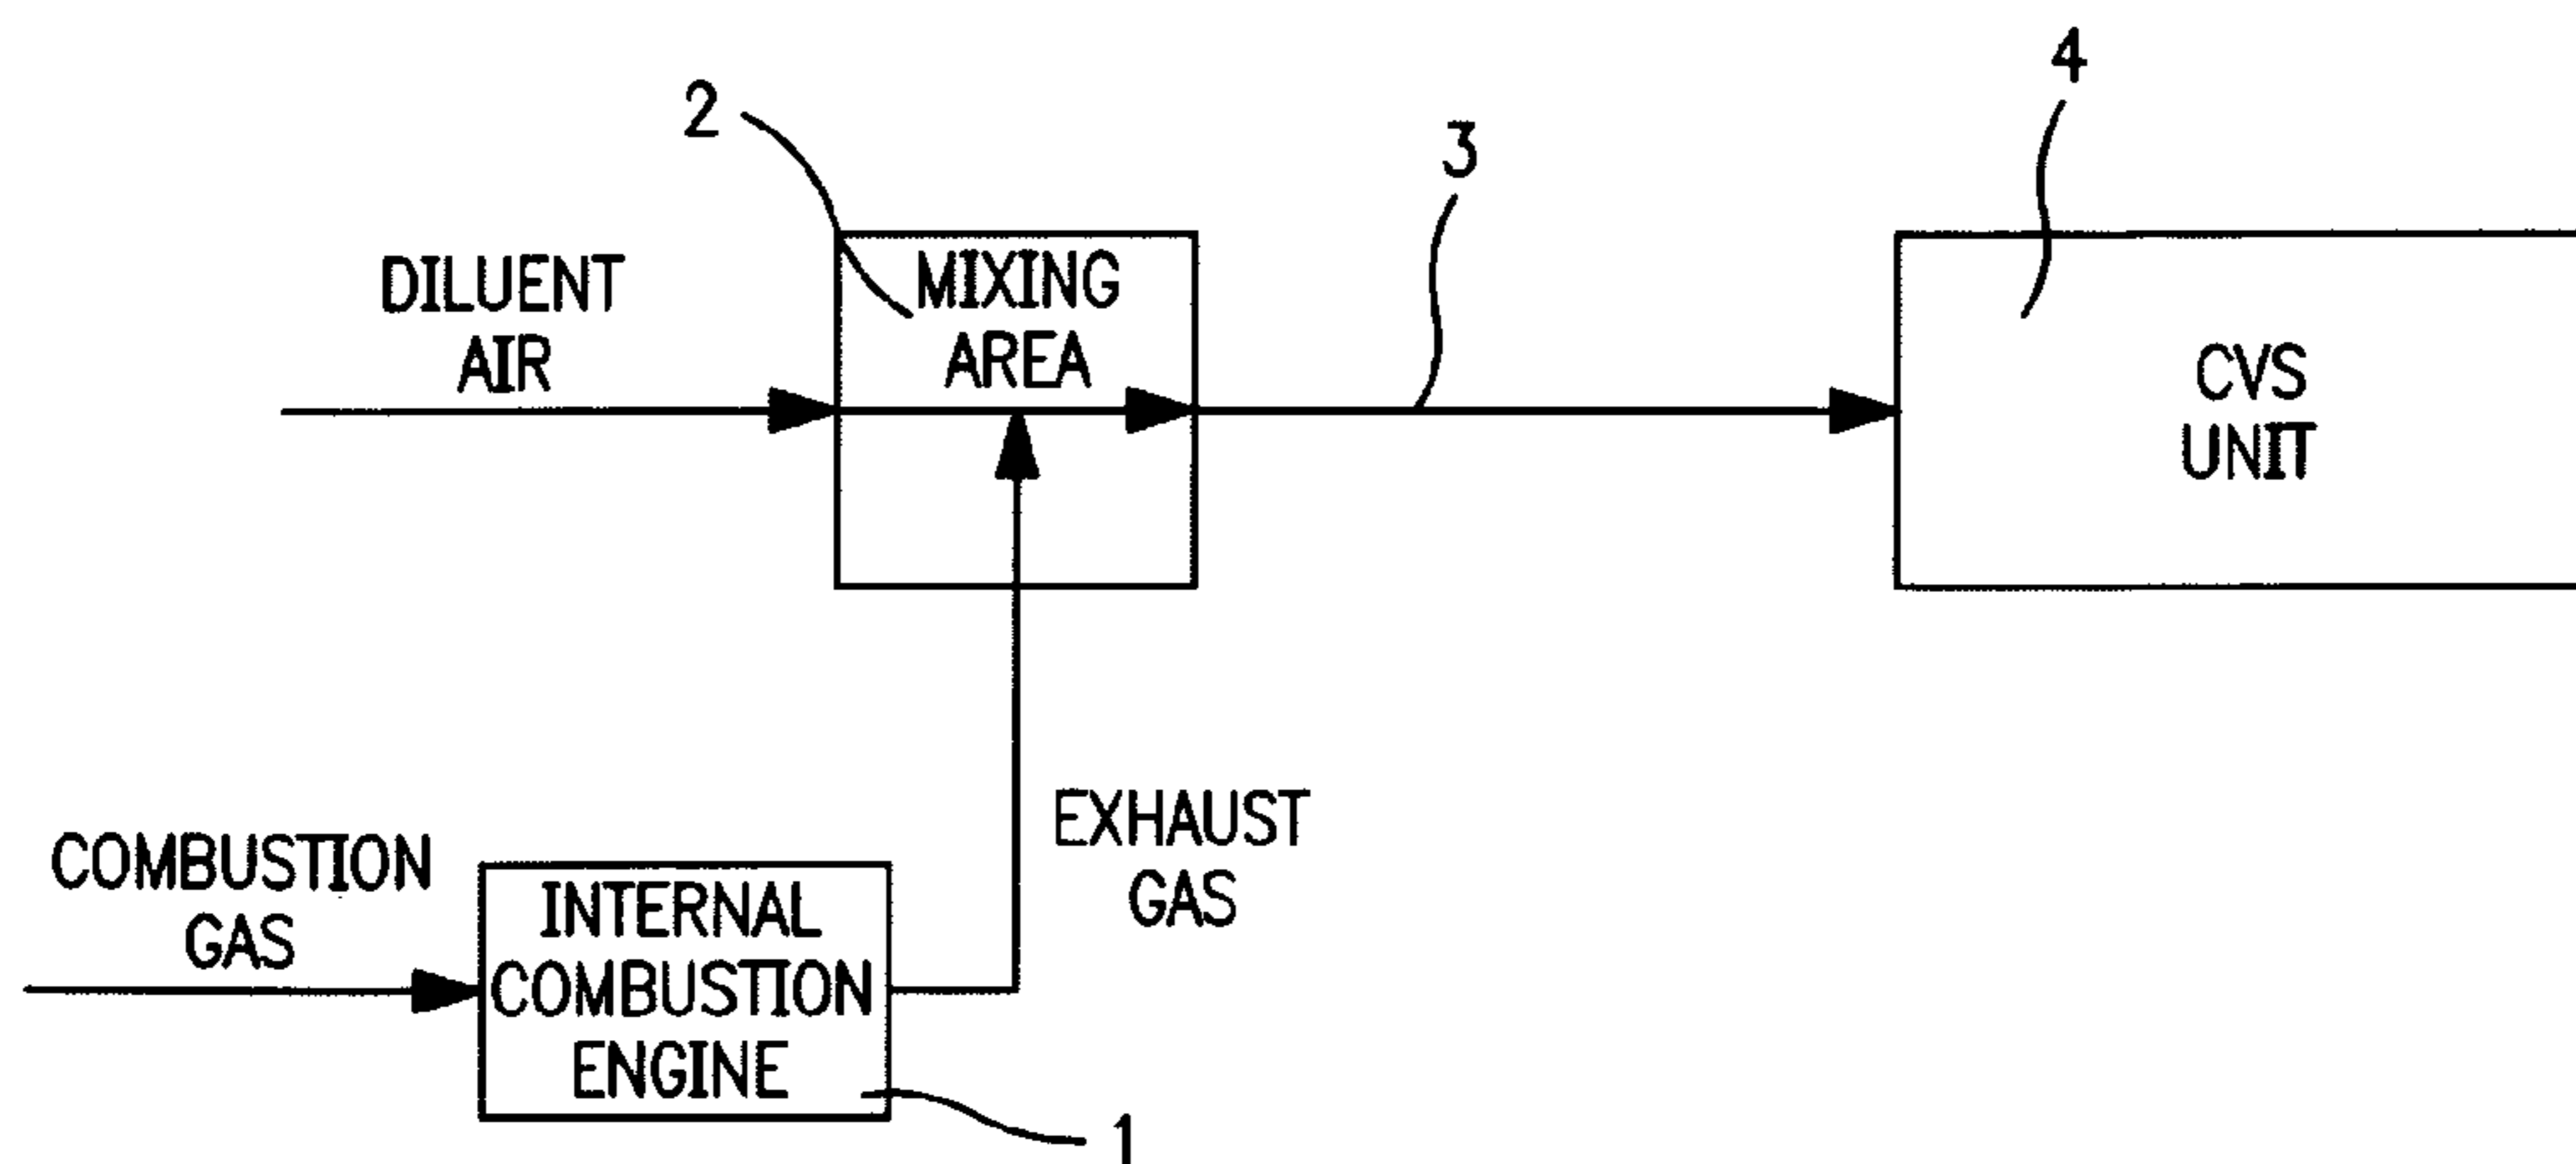 4
2
3
DILUENT
AIR
MIXING
AREA
CVS
UNIT
EXHAUST
GAS
COMBUSTION
GAS
INTERNAL
COMBUSTION
ENGINE
1